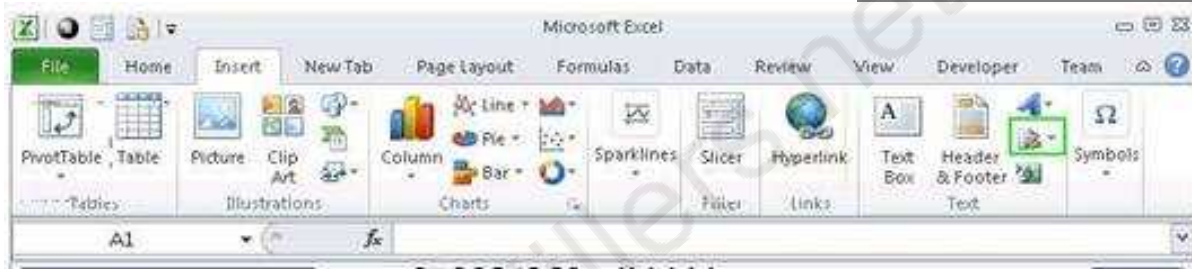 Microsoft Excel
File Home Insert New Tab Page Layout Formulas Data Review View Developer Team
PivotTable Table Picture Clip Art Column Line Pie Bar Sparklines Slicer Hyperlink A Text Box Header & Footer Ω Symbols
Tables Illustrations Charts Filter Links Text
A1 fx